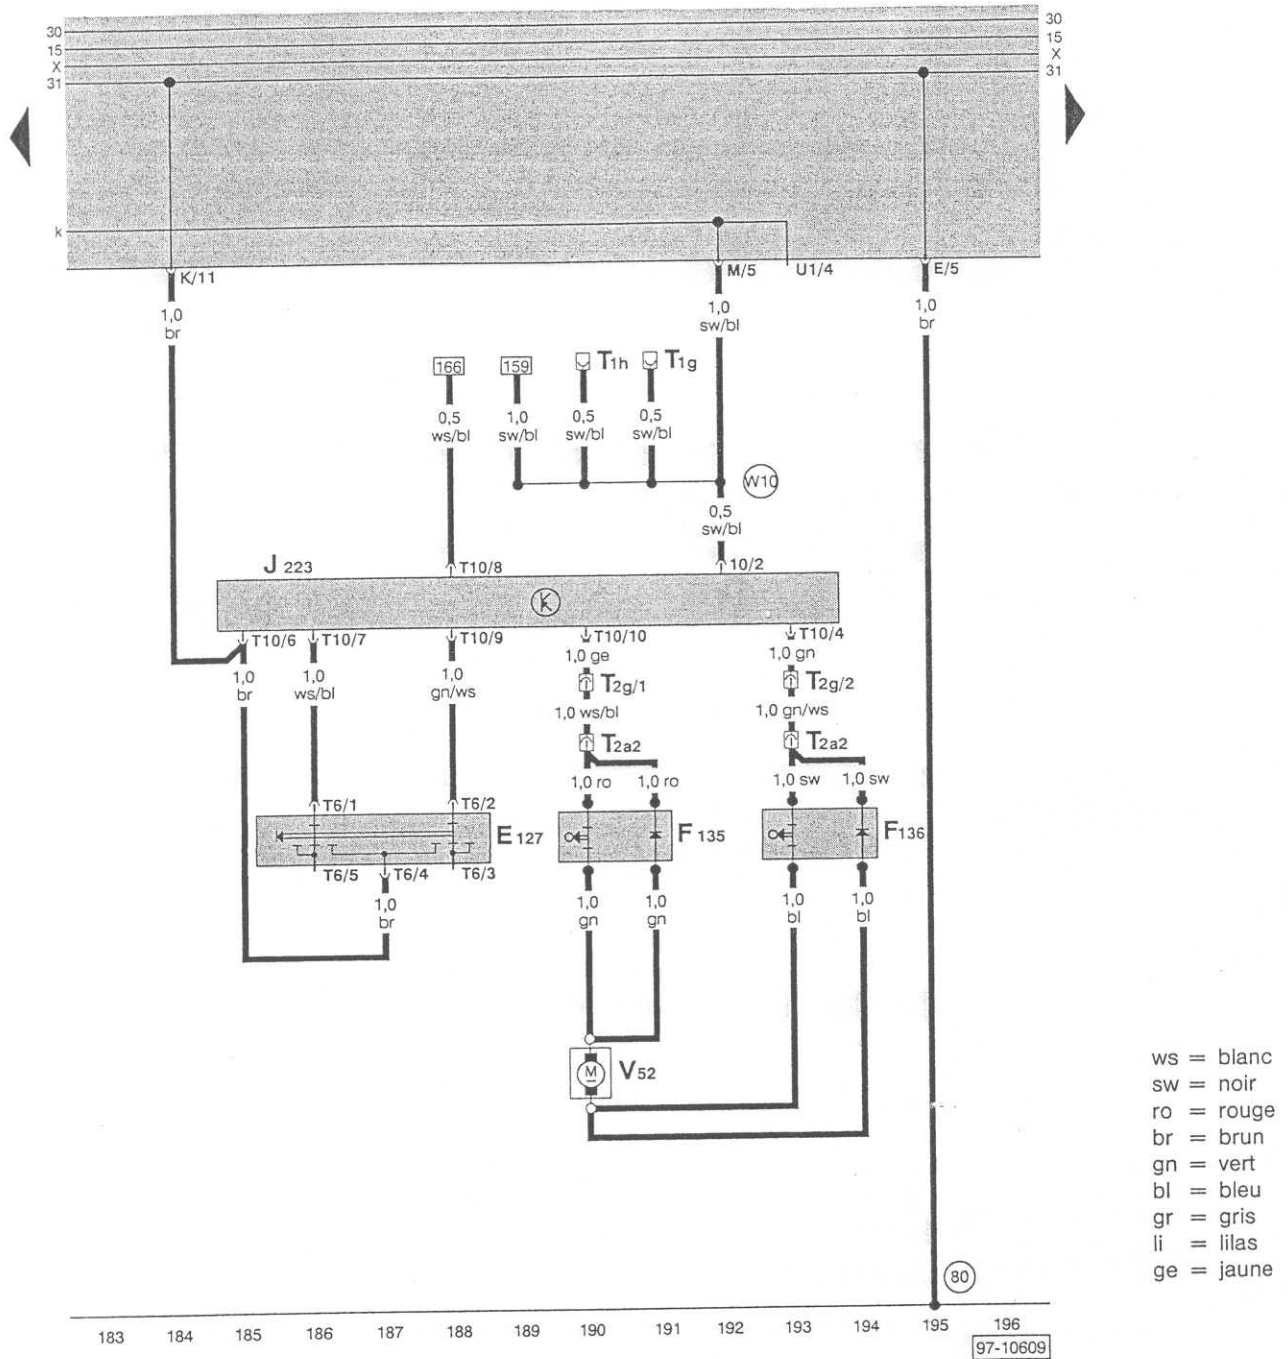 30 30
15 15
X X
31 31
k
K/11 M/5 U1/4 E/5
1,0 1,0 1,0
br sw/bl br
166 159 T1h T1g
0,5 1,0 0,5 0,5
ws/bl sw/bl sw/bl sw/bl
W10
0,5
sw/bl
J 223 T10/8 10/2
T10/6 T10/7 T10/9 T10/10 T10/4
1,0 ge 1,0 gn
1,0 1,0 1,0 T2g/1 T2g/2
br ws/bl gn/ws
1,0 ws/bl 1,0 gn/ws
T2a2 T2a2
1,0 ro 1,0 ro 1,0 sw 1,0 sw
T6/1 T6/2
E 127 F 135 F 136
T6/5 T6/4 T6/3
1,0 1,0 1,0 1,0 1,0
br gn gn bl bl
M V 52
ws = blanc
sw = noir
ro = rouge
br = brun
gn = vert
bl = bleu
gr = gris
li = lilas
ge = jaune
80
183 184 185 186 187 188 189 190 191 192 193 194 195 196
97-10609